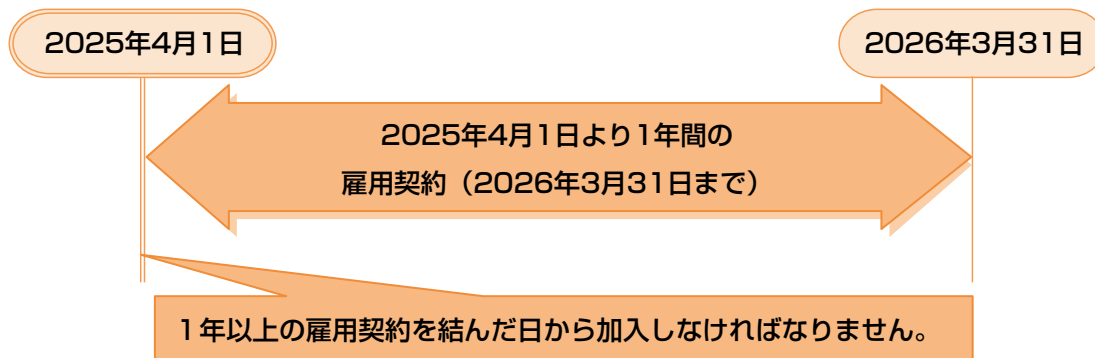 2025年4月1日
2026年3月31日
2025年4月1日より1年間の
雇用契約（2026年3月31日まで）
1年以上の雇用契約を結んだ日から加入しなければなりません。